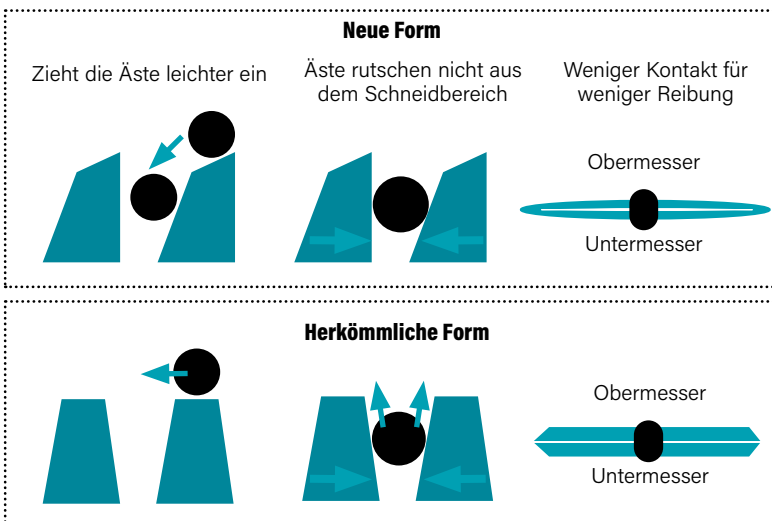 Neue Form
Zieht die Äste leichter ein
Äste rutschen nicht aus
dem Schneidbereich
Weniger Kontakt für
weniger Reibung
Obermesser
Untermesser
Herkömmliche Form
Obermesser
Untermesser